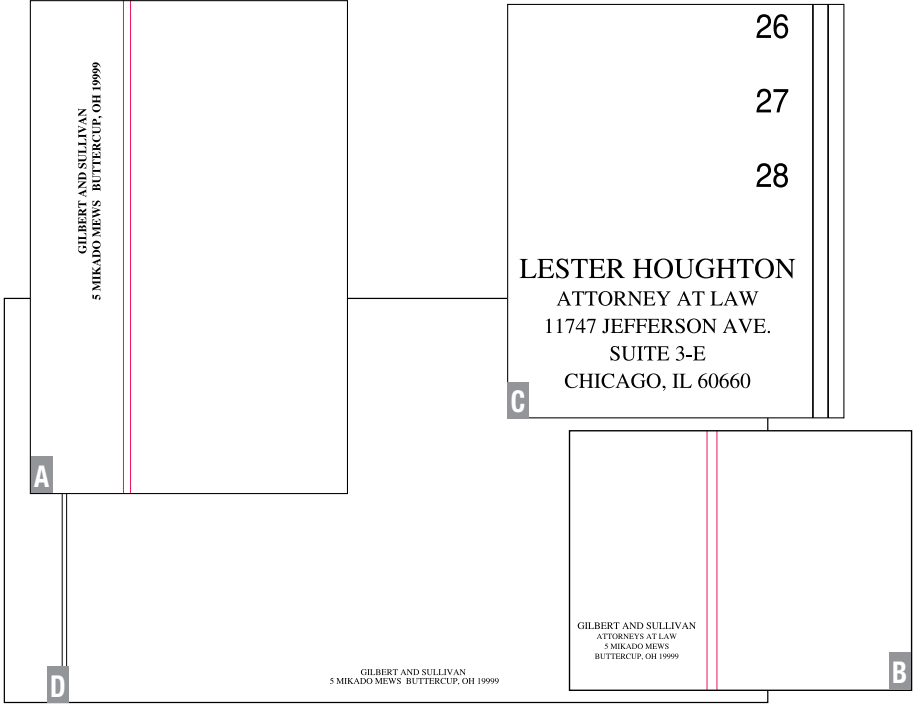 GILBERT AND SULLIVAN
5 MIKADO MEWS  BUTTERCUP, OH 19999
A
26
27
28
LESTER HOUGHTON
ATTORNEY AT LAW
11747 JEFFERSON AVE.
SUITE 3-E
CHICAGO, IL 60660
C
GILBERT AND SULLIVAN
ATTORNEYS AT LAW
5 MIKADO MEWS
BUTTERCUP, OH 19999
B
GILBERT AND SULLIVAN
5 MIKADO MEWS  BUTTERCUP, OH 19999
D